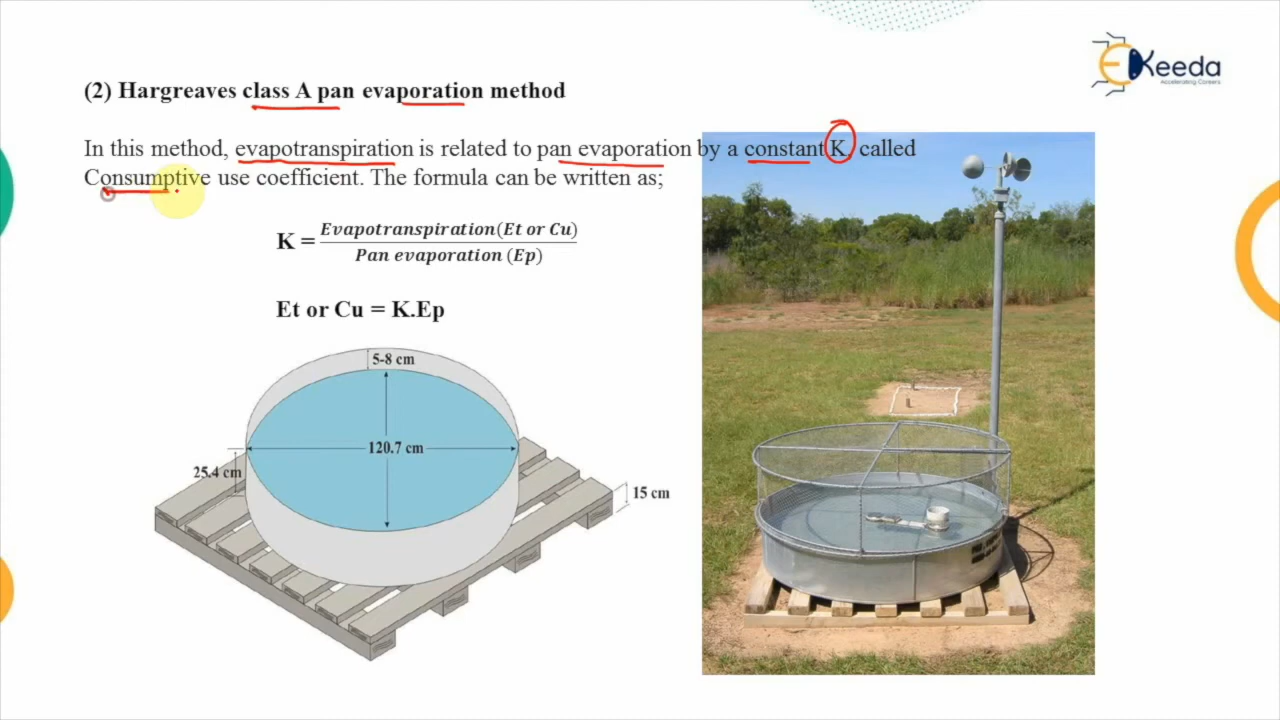 Keeda
Accelerating Careers
(2) Hargreaves class A pan evaporation method
In this method, evapotranspiration is related to pan evaporation by a constant K, called
Consumptive use coefficient. The formula can be written as;
K = Evapotranspiration(Et or Cu)
Pan evaporation (Ep)
Et or Cu = K.Ep
5-8 cm
120.7 cm
25.4 cm
15 cm